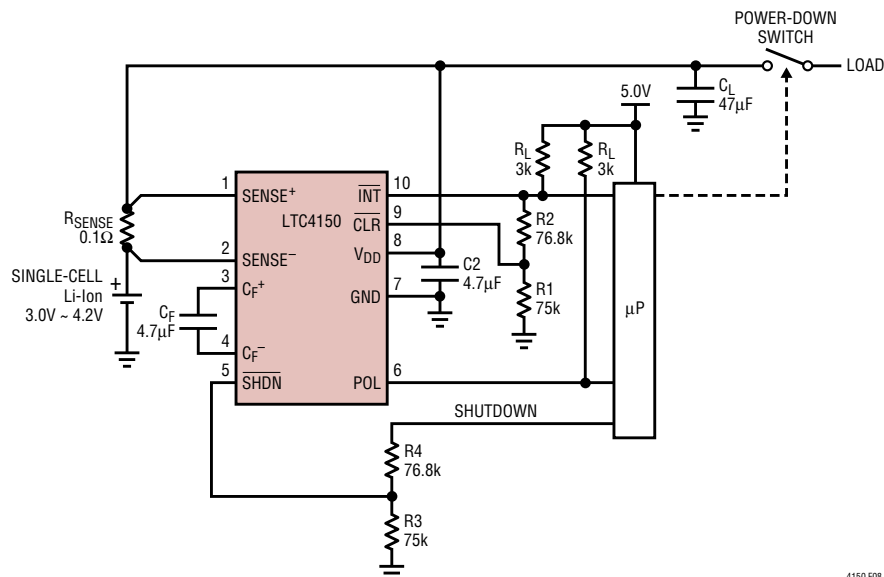 POWER-DOWN
SWITCH
LOAD
5.0V
CL
47µF
RL
3k
RL
3k
1
SENSE+
INT
10
LTC4150
CLR
9
R2
76.8k
RSENSE
0.1Ω
2
SENSE−
VDD
8
C2
4.7µF
SINGLE-CELL
Li-Ion
3.0V ~ 4.2V
+
3
CF+
GND
7
R1
75k
µP
CF
4.7µF
4
CF−
5
SHDN
POL
6
SHUTDOWN
R4
76.8k
R3
75k
4150 F08